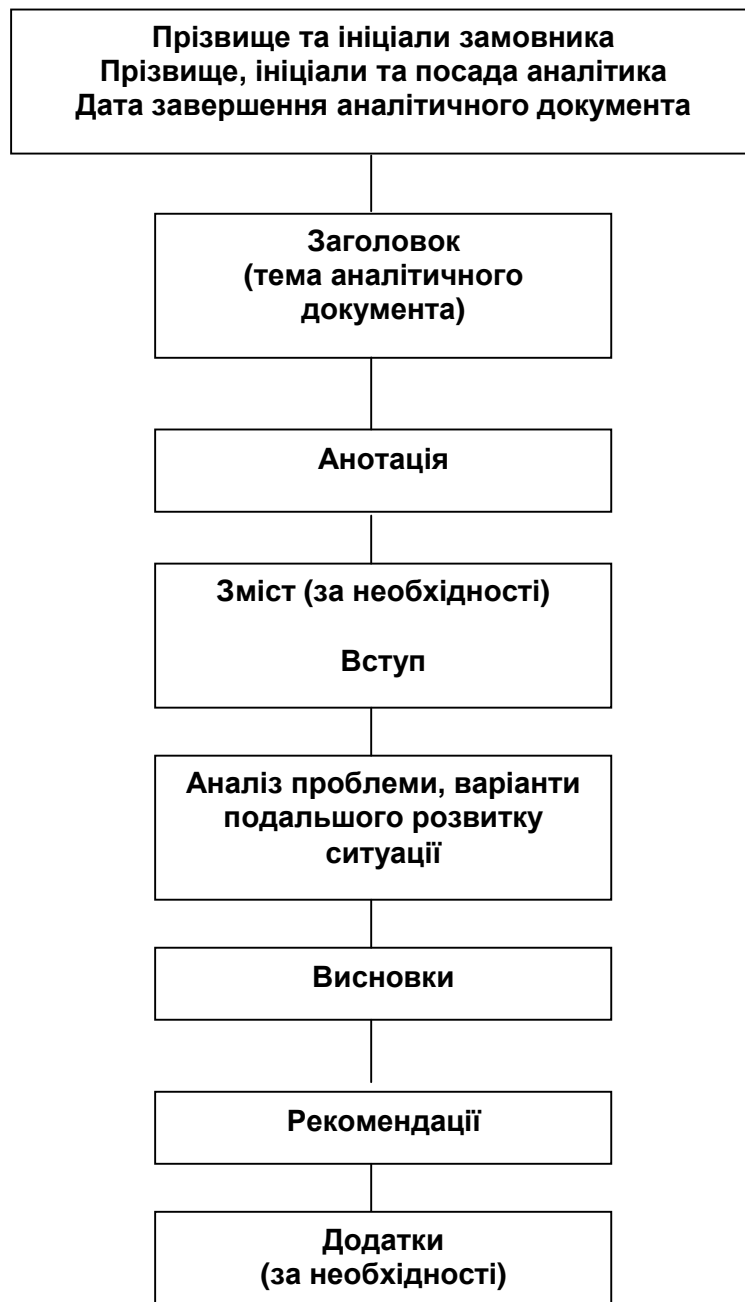 Прізвище та ініціали замовника
Прізвище, ініціали та посада аналітика
Дата завершення аналітичного документа
Заголовок
(тема аналітичного
документа)
Анотація
Зміст (за необхідності)
Вступ
Аналіз проблеми, варіанти
подальшого розвитку
ситуації
Висновки
Рекомендації
Додатки
(за необхідності)